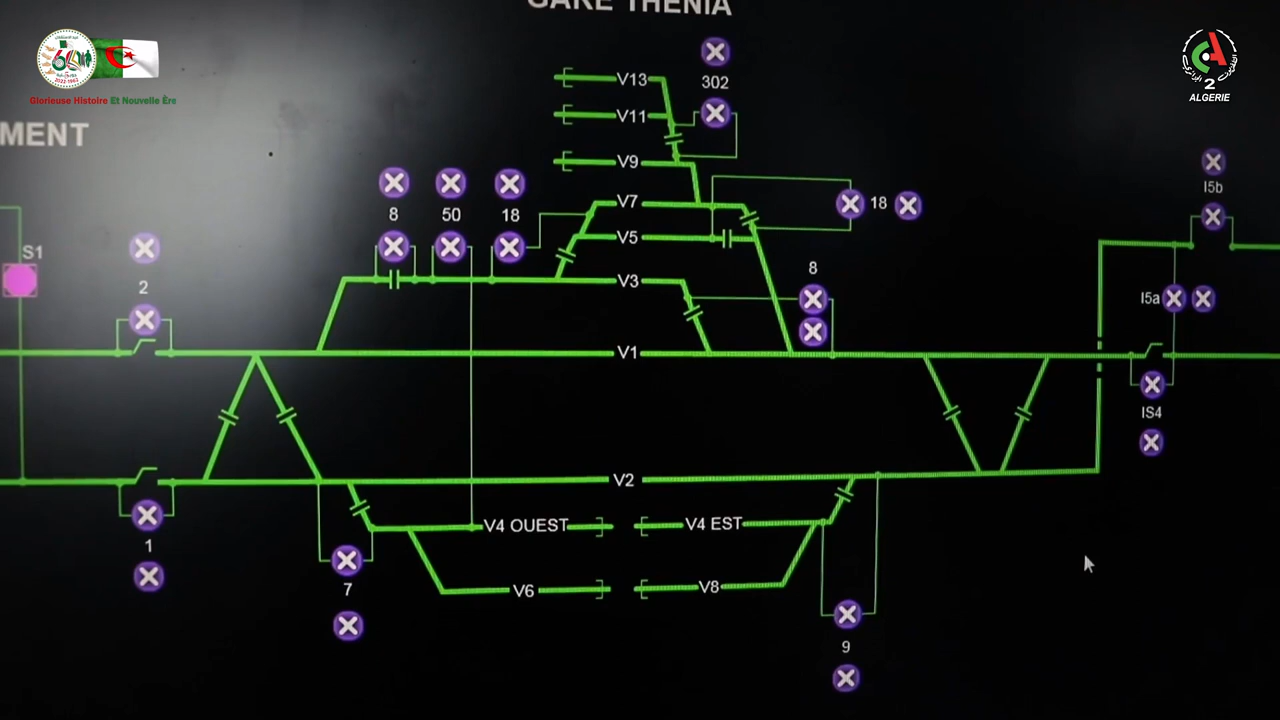 GARE THENIA
Glorieuse Histoire Et Nouvelle Ère
2
ALGERIE
MENT
V13
302
V11
V9
I5b
8
50
18
V7
18
V5
S1
2
V3
8
I5a
V1
IS4
V2
V4 OUEST
V4 EST
1
7
V6
V8
9